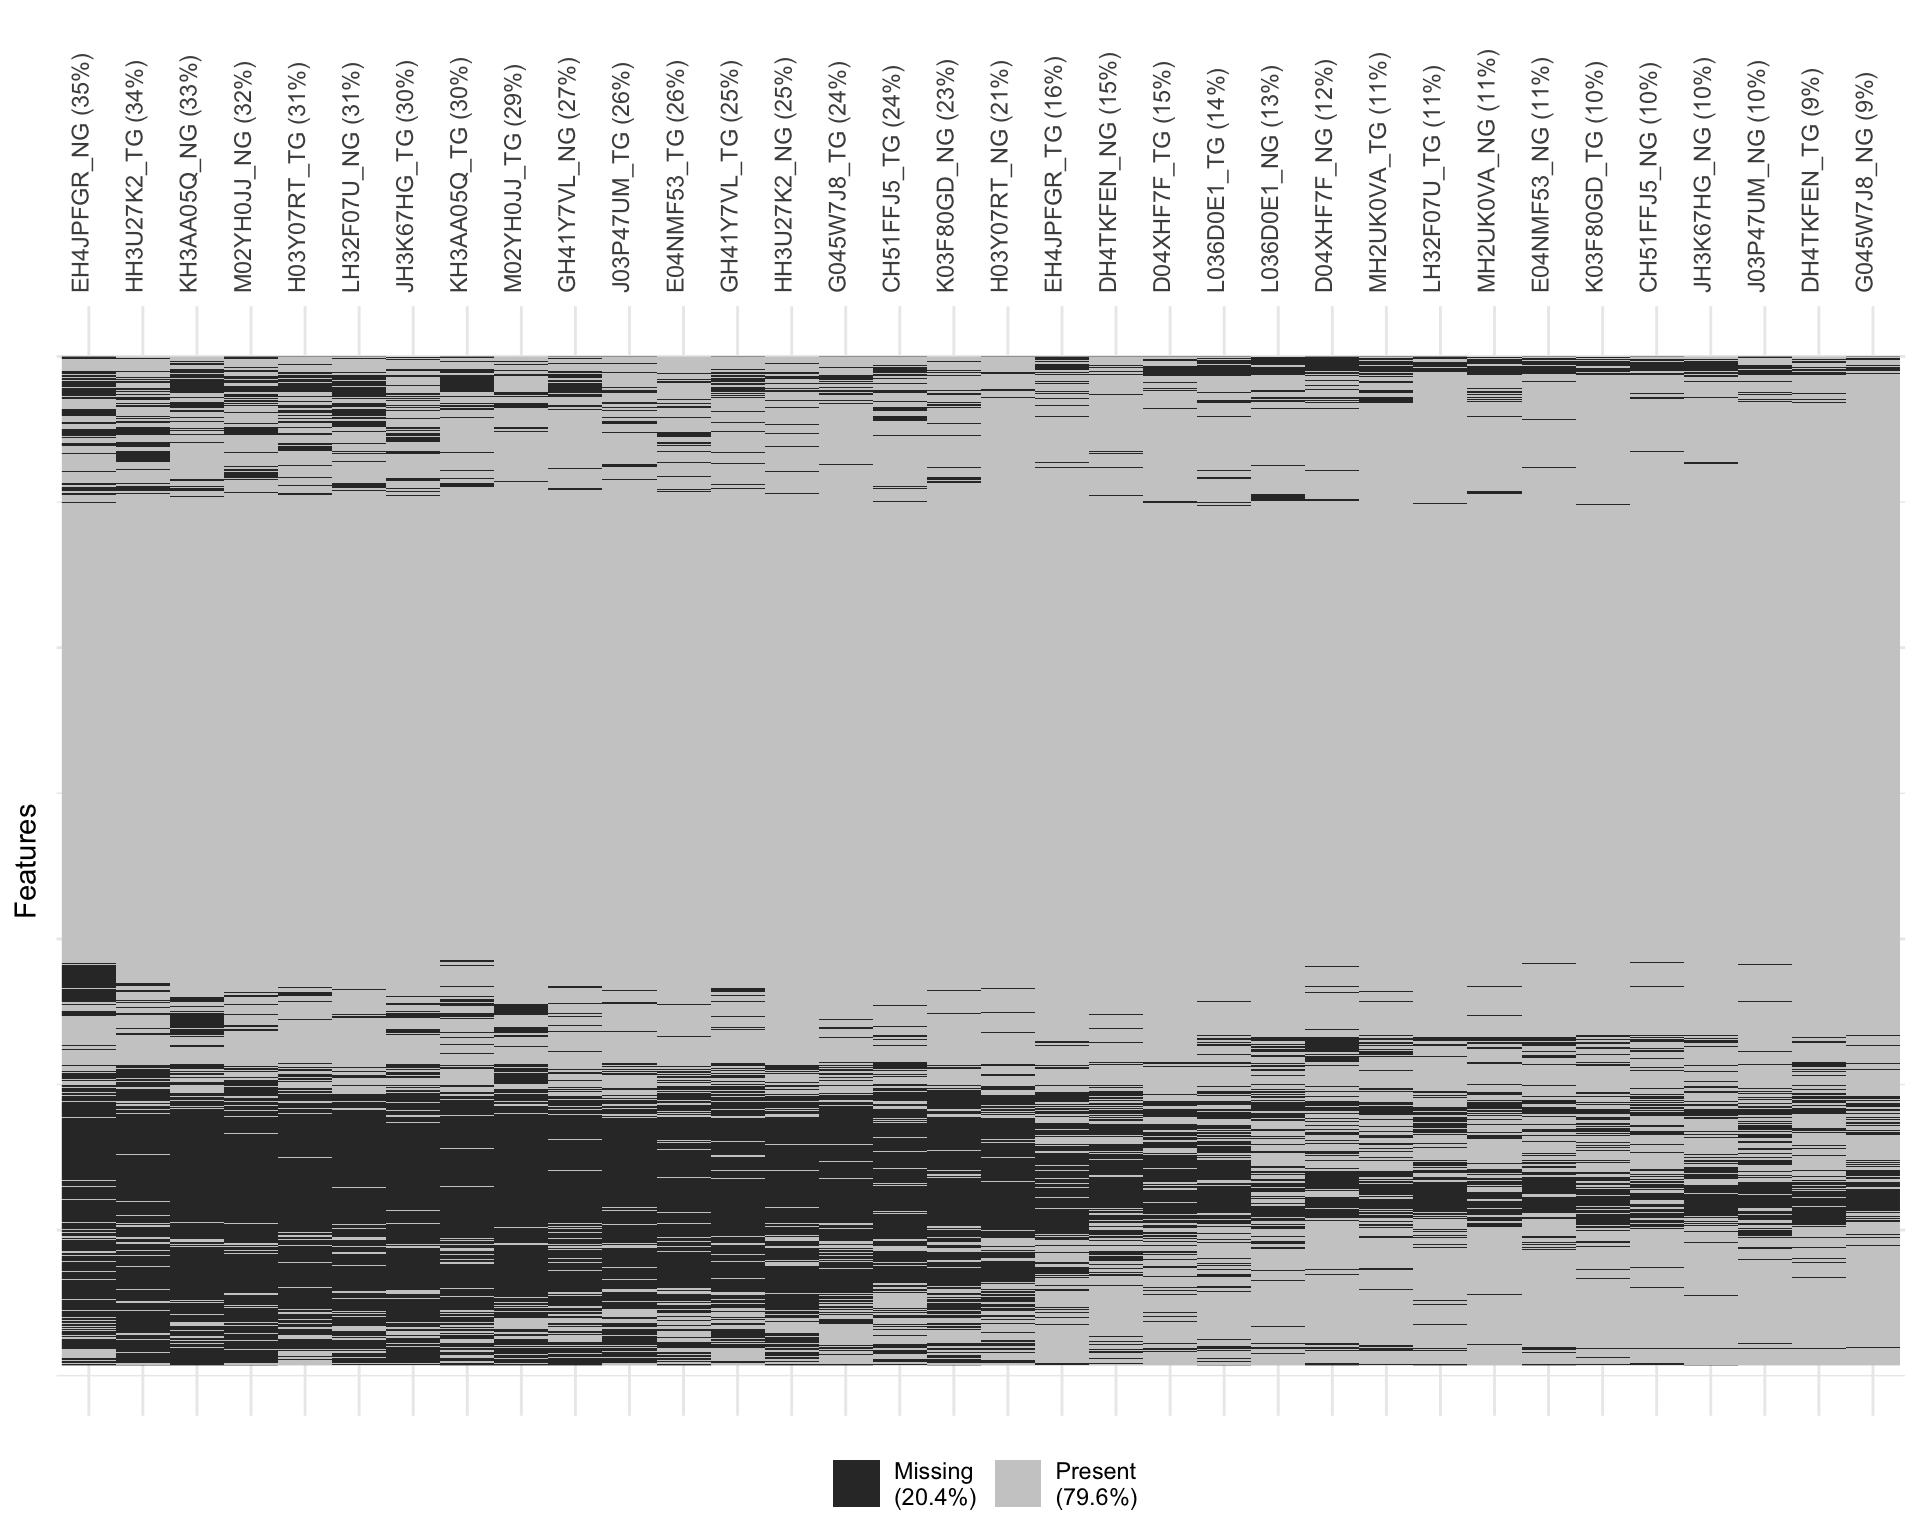 EH4JPFGR_NG (35%)
HH3U27K2_TG (34%)
KH3AA05Q_NG (33%)
M02YH0JJ_NG (32%)
H03Y07RT_TG (31%)
LH32F07U_NG (31%)
JH3K67HG_TG (30%)
KH3AA05Q_TG (30%)
M02YH0JJ_TG (29%)
GH41Y7VL_NG (27%)
J03P47UM_TG (26%)
E04NMF53_TG (26%)
GH41Y7VL_TG (25%)
HH3U27K2_NG (25%)
G045W7J8_TG (24%)
CH51FFJ5_TG (24%)
K03F80GD_NG (23%)
H03Y07RT_NG (21%)
EH4JPFGR_TG (16%)
DH4TKFEN_NG (15%)
D04XHF7F_TG (15%)
L036D0E1_TG (14%)
L036D0E1_NG (13%)
D04XHF7F_NG (12%)
MH2UK0VA_TG (11%)
LH32F07U_TG (11%)
MH2UK0VA_NG (11%)
E04NMF53_NG (11%)
K03F80GD_TG (10%)
CH51FFJ5_NG (10%)
JH3K67HG_NG (10%)
J03P47UM_NG (10%)
DH4TKFEN_TG (9%)
G045W7J8_NG (9%)
Features
Missing
(20.4%)
Present
(79.6%)